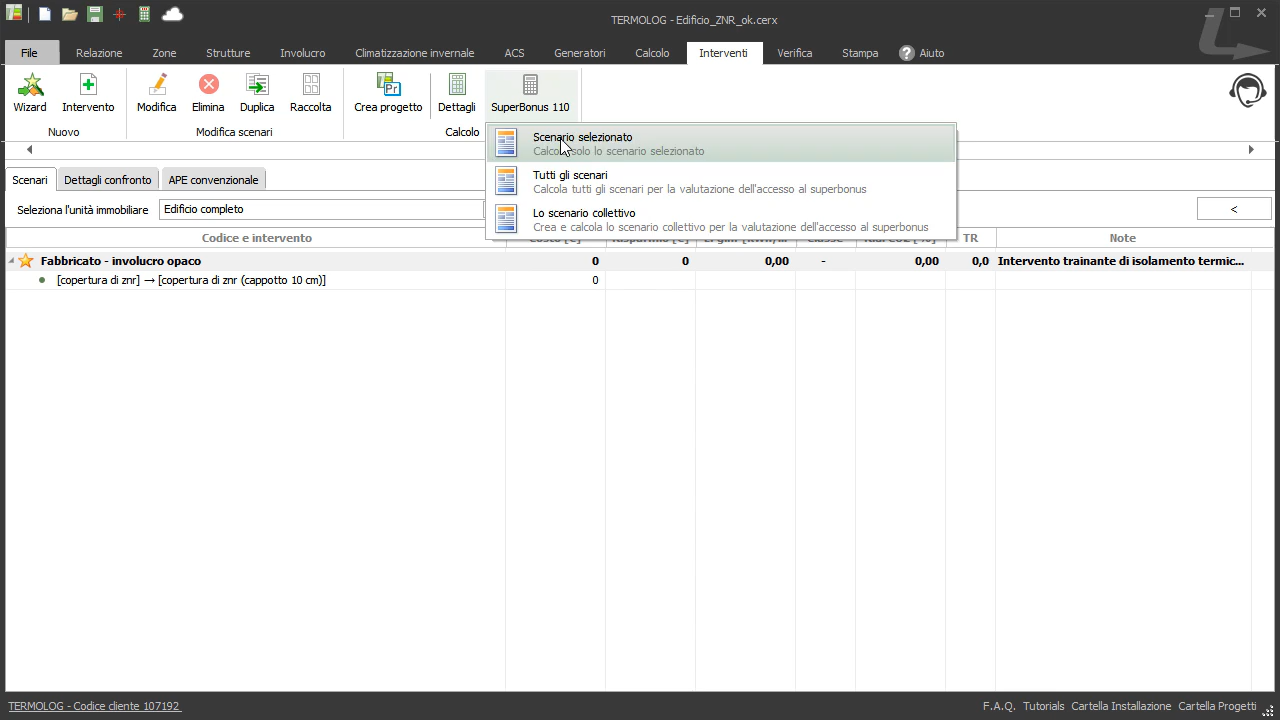 TERMOLOG - Edificio_ZNR_ok.cerx
File Relazione Zone Strutture Involucro Climatizzazione invernale ACS Generatori Calcolo Interventi Verifica Stampa Aiuto
Wizard Intervento Modifica Elimina Duplica Raccolta Crea progetto Dettagli SuperBonus 110
Nuovo Modifica scenari Calcolo
Scenario selezionato
Calcola solo lo scenario selezionato
Tutti gli scenari
Calcola tutti gli scenari per la valutazione dell'accesso al superbonus
Lo scenario collettivo
Crea e calcola lo scenario collettivo per la valutazione dell'accesso al superbonus
Scenari Dettagli confronto APE convenzionale
Seleziona l'unità immobiliare Edificio completo <
Codice e intervento Costo [€] Risparmio [€] Classe TR Note
Fabbricato - involucro opaco 0 0 0,00 - 0,00 0,0 Intervento trainante di isolamento termic...
[copertura di znr] → [copertura di znr (cappotto 10 cm)] 0
TERMOLOG - Codice cliente 107192 F.A.Q. Tutorials Cartella Installazione Cartella Progetti